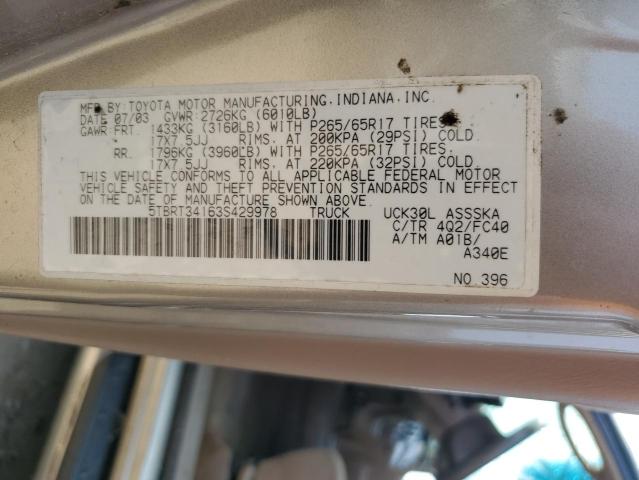 MFD.BY:TOYOTA MOTOR MANUFACTURING,INDIANA,INC.
DATE 07/03 GVWR 2726KG (6010LB)
GAWR FRT. 1433KG (3160LB) WITH P265/65R17 TIRES.
17X7.5JJ RIMS. AT 200KPA (29PSI) COLD.
RR. 1796KG (3960LB) WITH P265/65R17 TIRES.
17X7.5JJ RIMS. AT 220KPA (32PSI) COLD.
THIS VEHICLE CONFORMS TO ALL APPLICABLE FEDERAL MOTOR
VEHICLE SAFETY AND THEFT PREVENTION STANDARDS IN EFFECT
ON THE DATE OF MANUFACTURE SHOWN ABOVE.
5TBRT34163S429978 TRUCK UCK30L ASSSKA
C/TR 4Q2/FC40
A/TM A01B/
A340E
NO.396